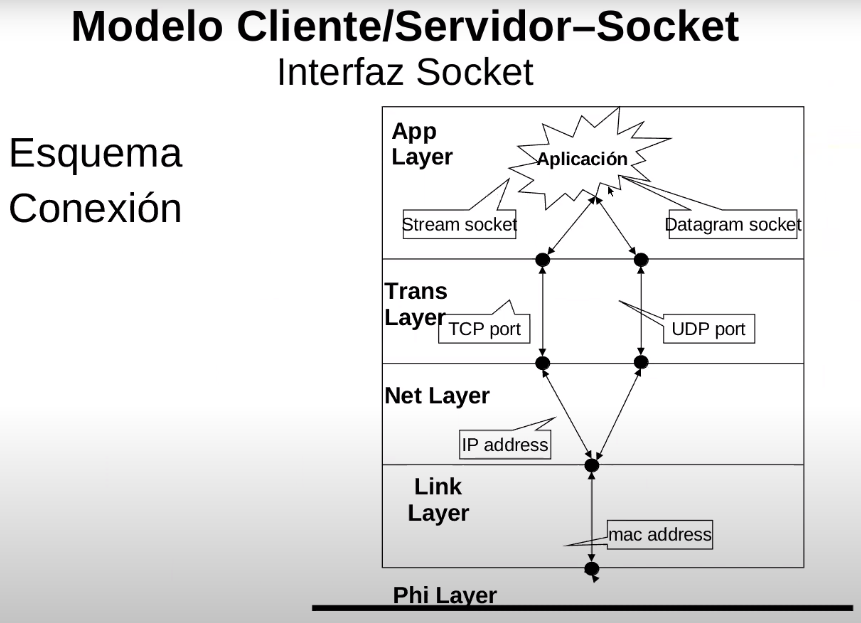 Modelo Cliente/Servidor–Socket
Interfaz Socket
Esquema
Conexión
App
Layer
Aplicación
Stream socket
Datagram socket
Trans
Layer
TCP port
UDP port
Net Layer
IP address
Link
Layer
mac address
Phi Layer